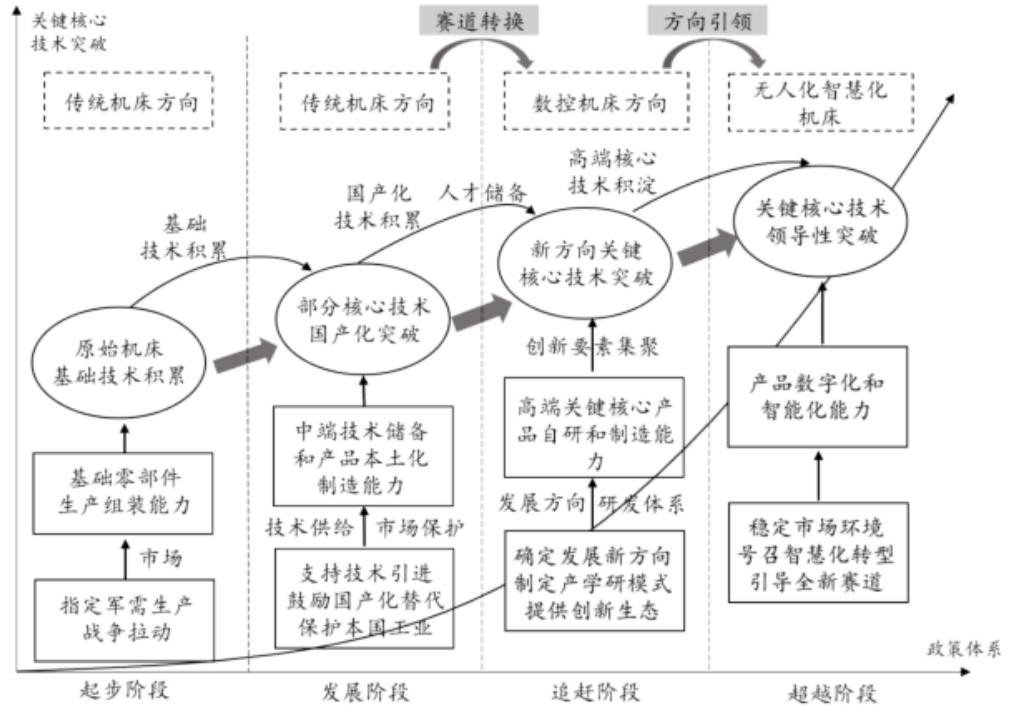 关键核心
技术突破
赛道转换
方向引领
传统机床方向
传统机床方向
数控机床方向
无人化智慧化
机床
基础
技术积累
国产化
技术积累
人才储备
高端核心
技术积淀
原始机床
基础技术积累
部分核心技术
国产化突破
新方向关键
核心技术突破
关键核心技术
领导性突破
创新要素集聚
基础零部件
生产组装能力
中端技术储备
和产品本土化
制造能力
高端关键核心产
品自研和制造能
力
产品数字化和
智能化能力
市场
技术供给
市场保护
发展方向
研发体系
指定军需生产
战争拉动
支持技术引进
鼓励国产化替代
保护本国工业
确定发展新方向
制定产学研模式
提供创新生态
稳定市场环境
号召智慧化转型
引导全新赛道
政策体系
起步阶段
发展阶段
追赶阶段
超越阶段